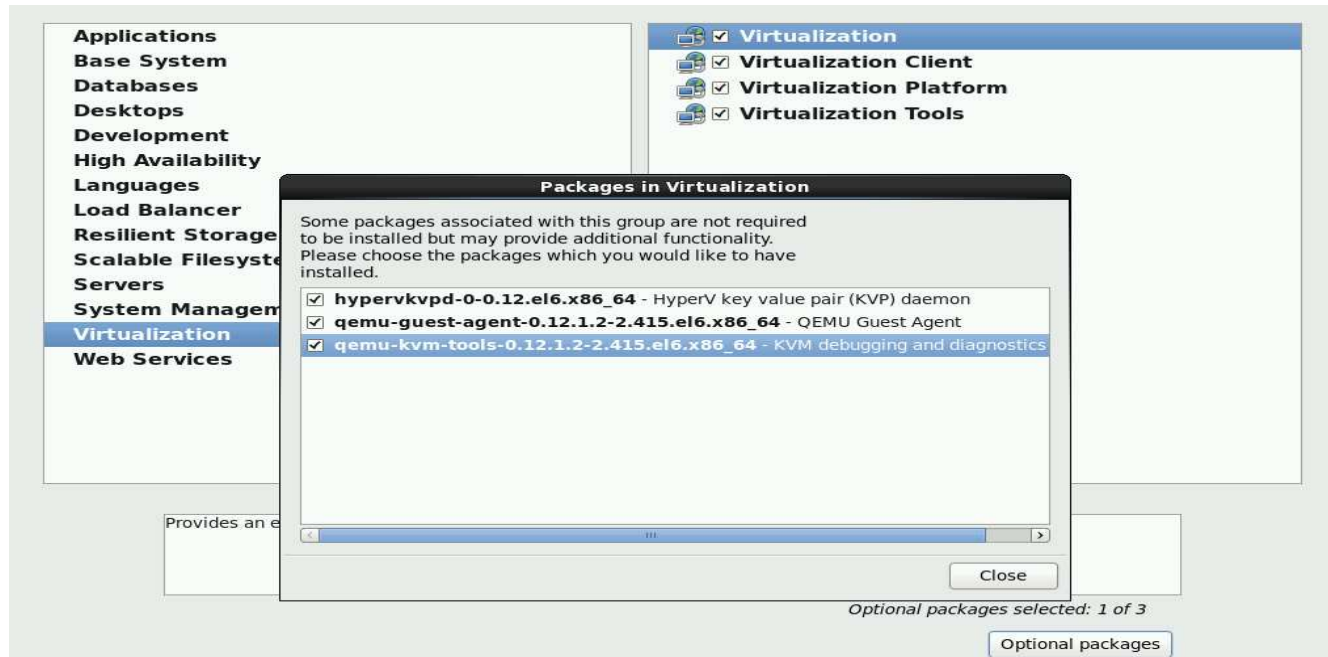 Applications
Base System
Databases
Desktops
Development
High Availability
Languages
Load Balancer
Resilient Storage
Scalable Filesyste
Servers
System Managem
Virtualization
Web Services
Virtualization
Virtualization Client
Virtualization Platform
Virtualization Tools
Packages in Virtualization
Some packages associated with this group are not required
to be installed but may provide additional functionality.
Please choose the packages which you would like to have
installed.
hypervkvpd-0-0.12.el6.x86_64 - HyperV key value pair (KVP) daemon
qemu-guest-agent-0.12.1.2-2.415.el6.x86_64 - QEMU Guest Agent
qemu-kvm-tools-0.12.1.2-2.415.el6.x86_64 - KVM debugging and diagnostics
Close
Provides an e
Optional packages selected: 1 of 3
Optional packages